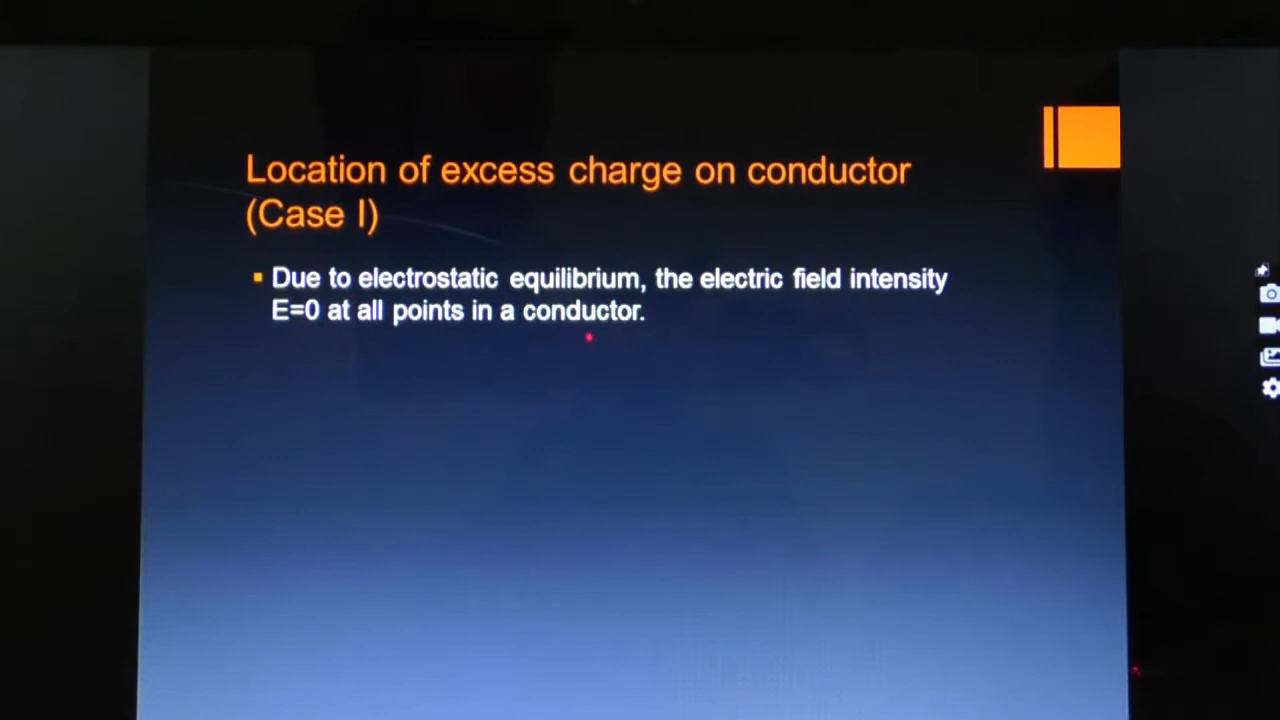 Location of excess charge on conductor
(Case I)
Due to electrostatic equilibrium, the electric field intensity
E=0 at all points in a conductor.